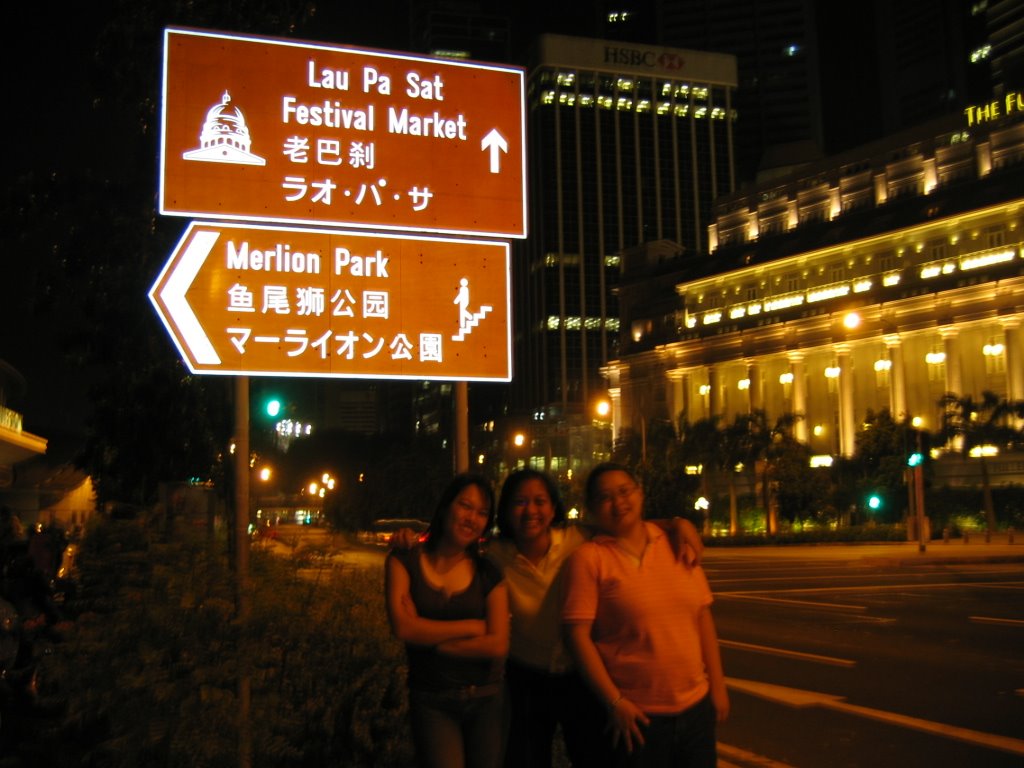 Lau Pa Sat
Festival Market
老巴刹
ラオ・パ・サ
Merlion Park
鱼尾狮公园
マーライオン公園
HSBC
THE FU